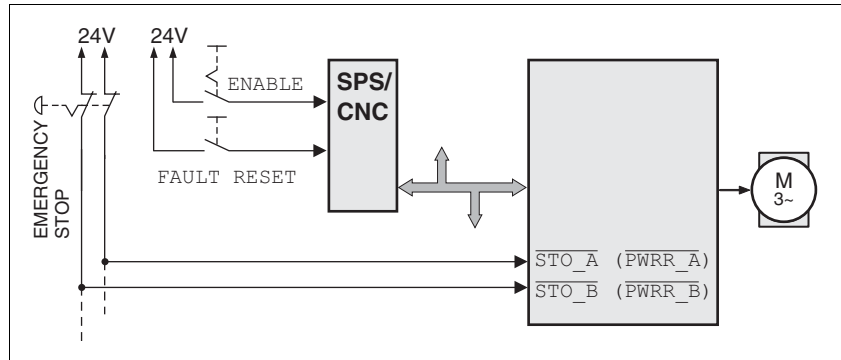 24V
24V
ENABLE
SPS/
CNC
FAULT RESET
EMERGENCY
STOP
M
3~
STO_A (PWRR_A)
STO_B (PWRR_B)